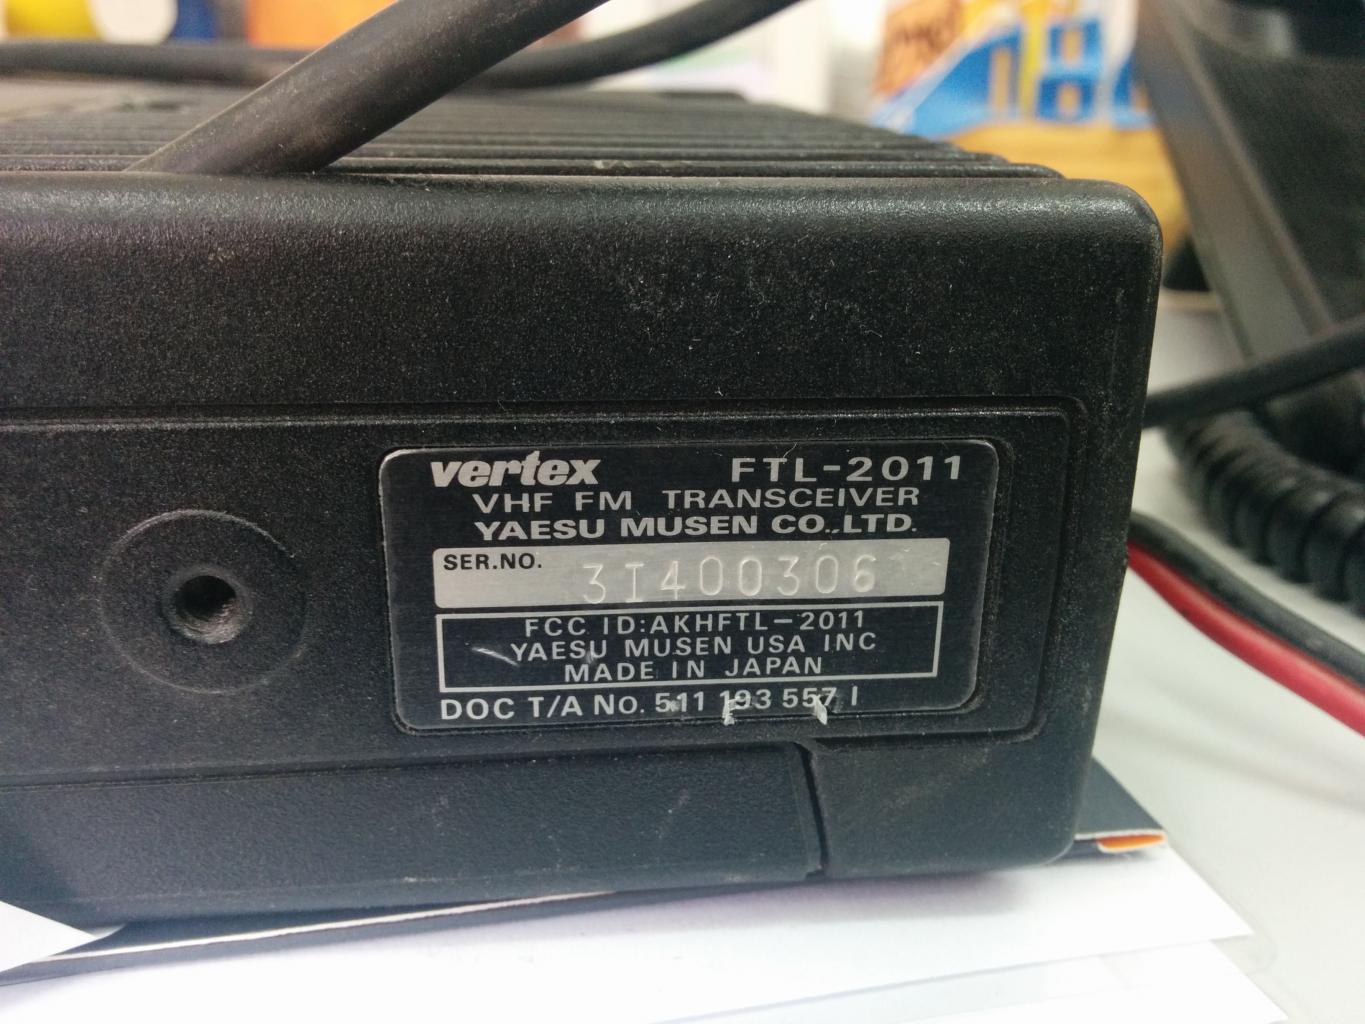 vertex FTL-2011
VHF FM TRANSCEIVER
YAESU MUSEN CO.,LTD.
SER.NO. 3I400306
FCC ID:AKHFTL-2011
YAESU MUSEN USA INC
MADE IN JAPAN
DOC T/A No. 511 193 557 I